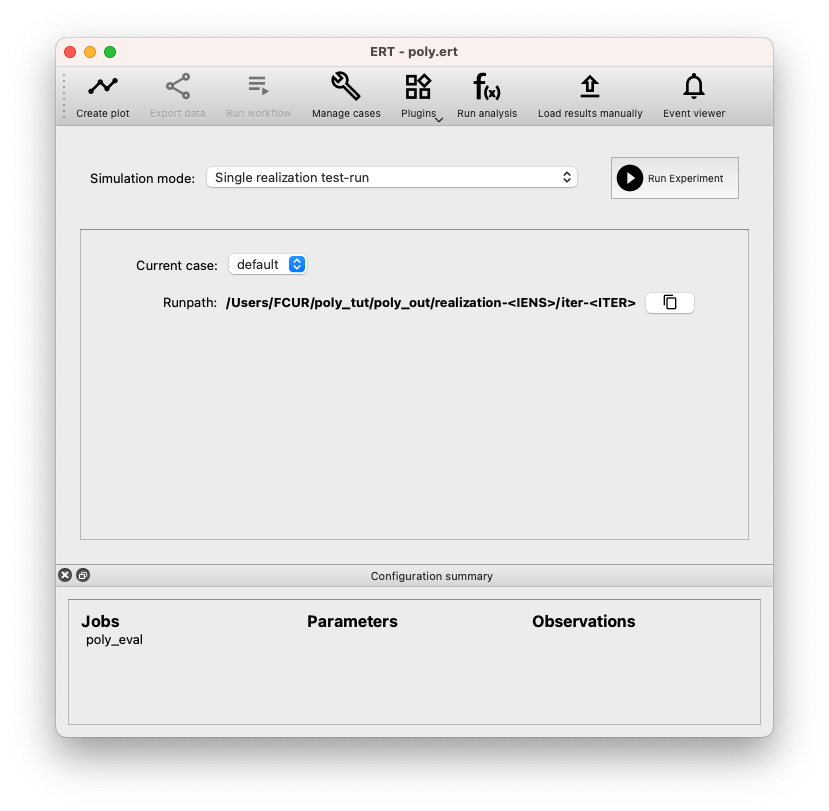 ERT - poly.ert
Create plot Export data Run workflow Manage cases Plugins Run analysis Load results manually Event viewer
Simulation mode: Single realization test-run Run Experiment
Current case: default
Runpath: /Users/FCUR/poly_tut/poly_out/realization-<IENS>/iter-<ITER>
Configuration summary
Jobs Parameters Observations
poly_eval